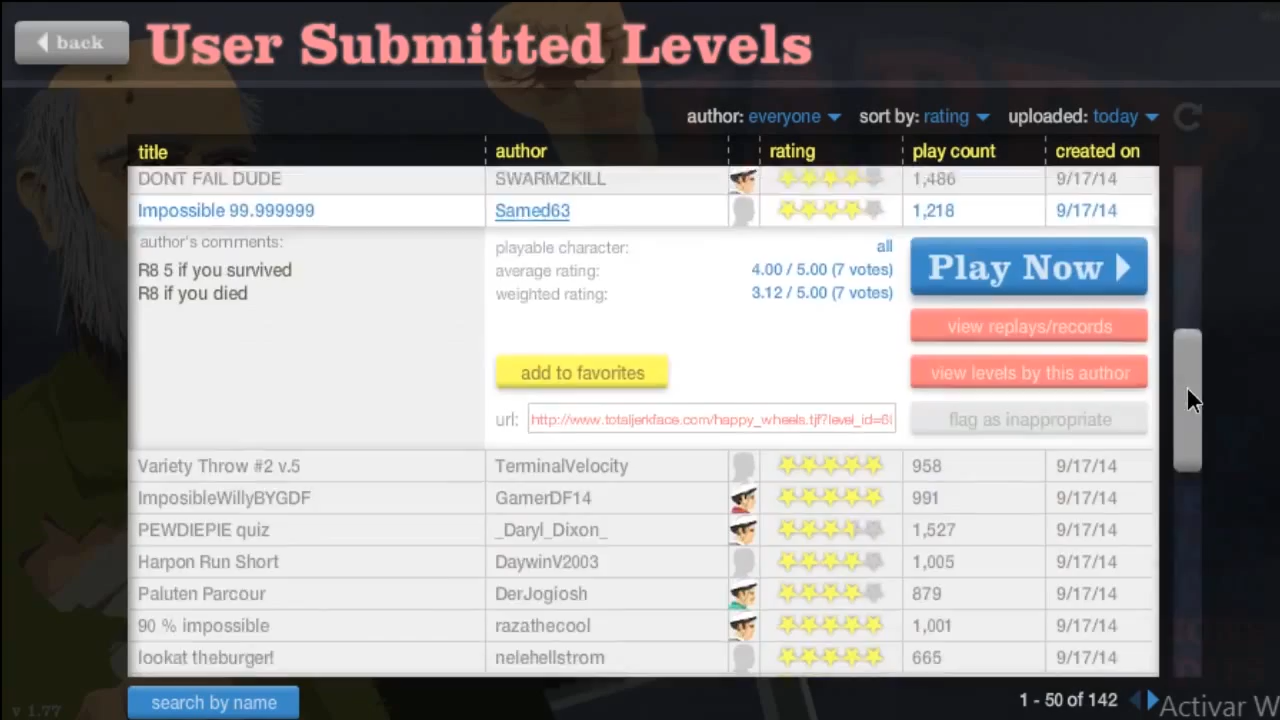 back
User Submitted Levels
author: everyone sort by: rating uploaded: today
title author rating play count created on
DONT FAIL DUDE SWARMZKILL 1,486 9/17/14
Impossible 99.999999 Samed63 1,218 9/17/14
author's comments:
R8 5 if you survived
R8 if you died
playable character: all
average rating: 4.00 / 5.00 (7 votes)
weighted rating: 3.12 / 5.00 (7 votes)
Play Now
view replays/records
add to favorites
view levels by this author
url: http://www.totaljerkface.com/happy_wheels.tjf?level_id=6
flag as inappropriate
Variety Throw #2 v.5 TerminalVelocity 958 9/17/14
ImposibleWillyBYGDF GamerDF14 991 9/17/14
PEWDIEPIE quiz _Daryl_Dixon_ 1,527 9/17/14
Harpon Run Short DaywinV2003 1,005 9/17/14
Paluten Parcour DerJogiosh 879 9/17/14
90 % impossible razathecool 1,001 9/17/14
lookat theburger! nelehellstrom 665 9/17/14
search by name
1 - 50 of 142
v 1.77
Activar W